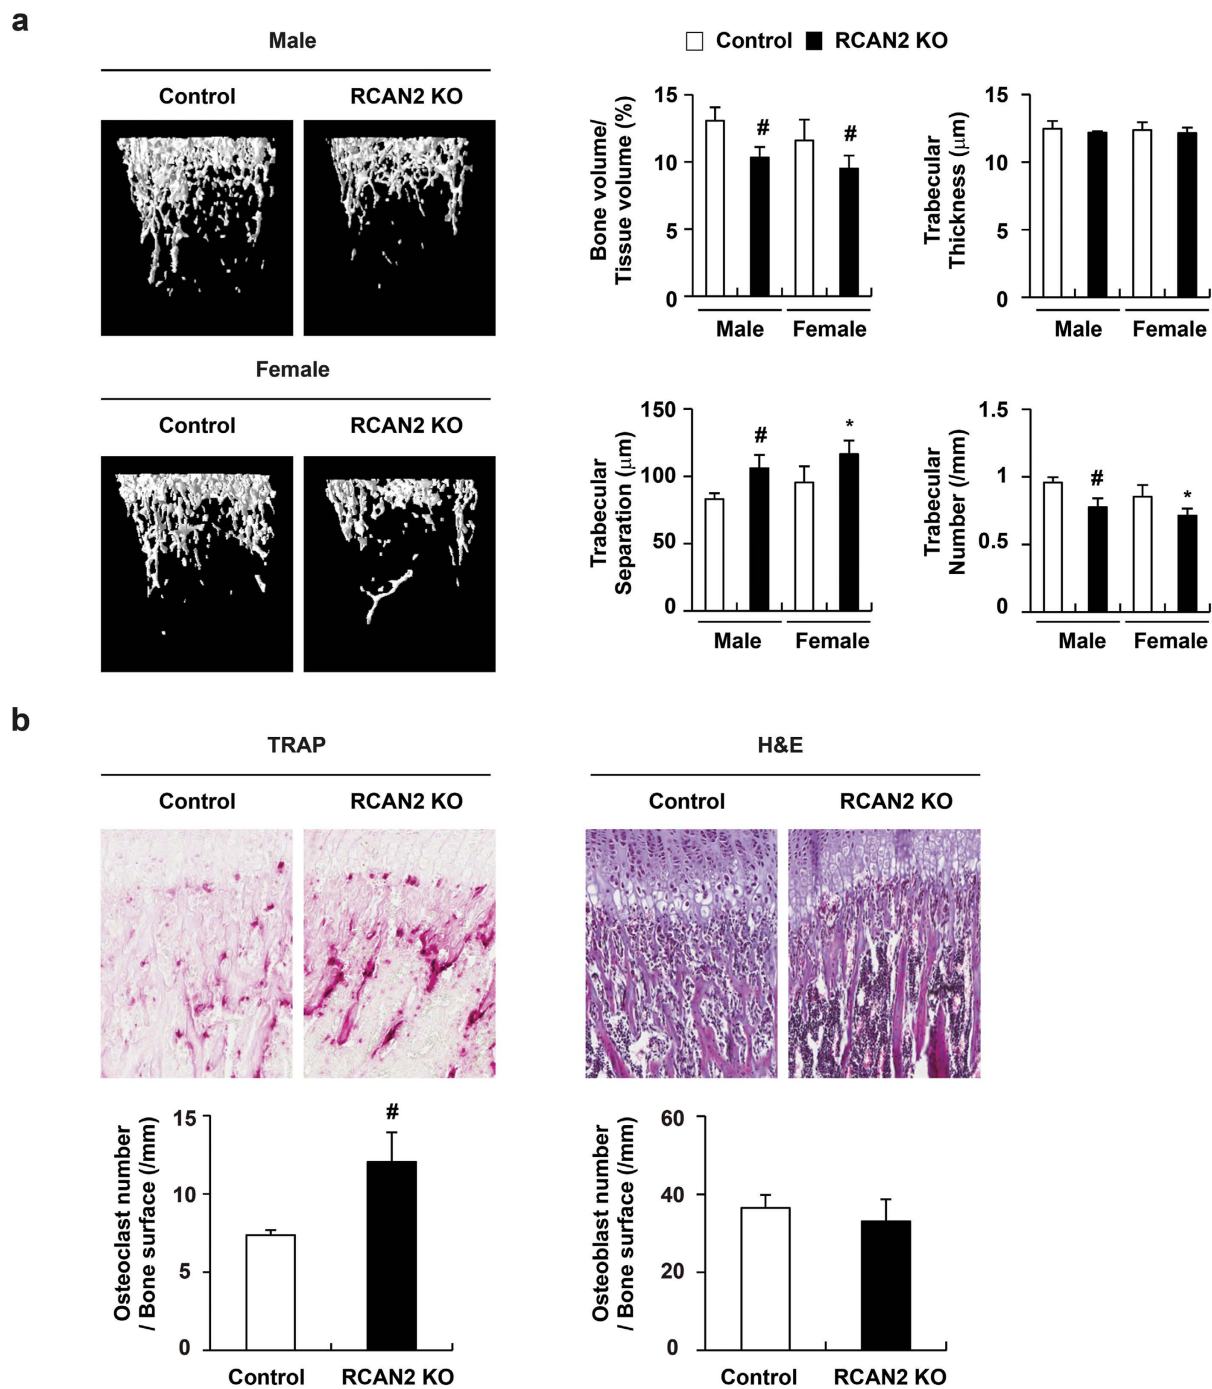 a
Male
Control RCAN2 KO
Female
Control RCAN2 KO
Control RCAN2 KO
Bone volume/
Tissue volume (%)
15
10
5
0
#
#
Male Female
Trabecular
Thickness (μm)
15
10
5
0
Male Female
Trabecular
Separation (μm)
150
100
50
0
#
*
Male Female
Trabecular
Number (/mm)
1.5
1
0.5
0
#
*
Male Female
b
TRAP
Control RCAN2 KO
H&E
Control RCAN2 KO
Osteoclast number
/ Bone surface (/mm)
15
10
5
0
#
Control RCAN2 KO
Osteoblast number
/ Bone surface (/mm)
60
40
20
0
Control RCAN2 KO